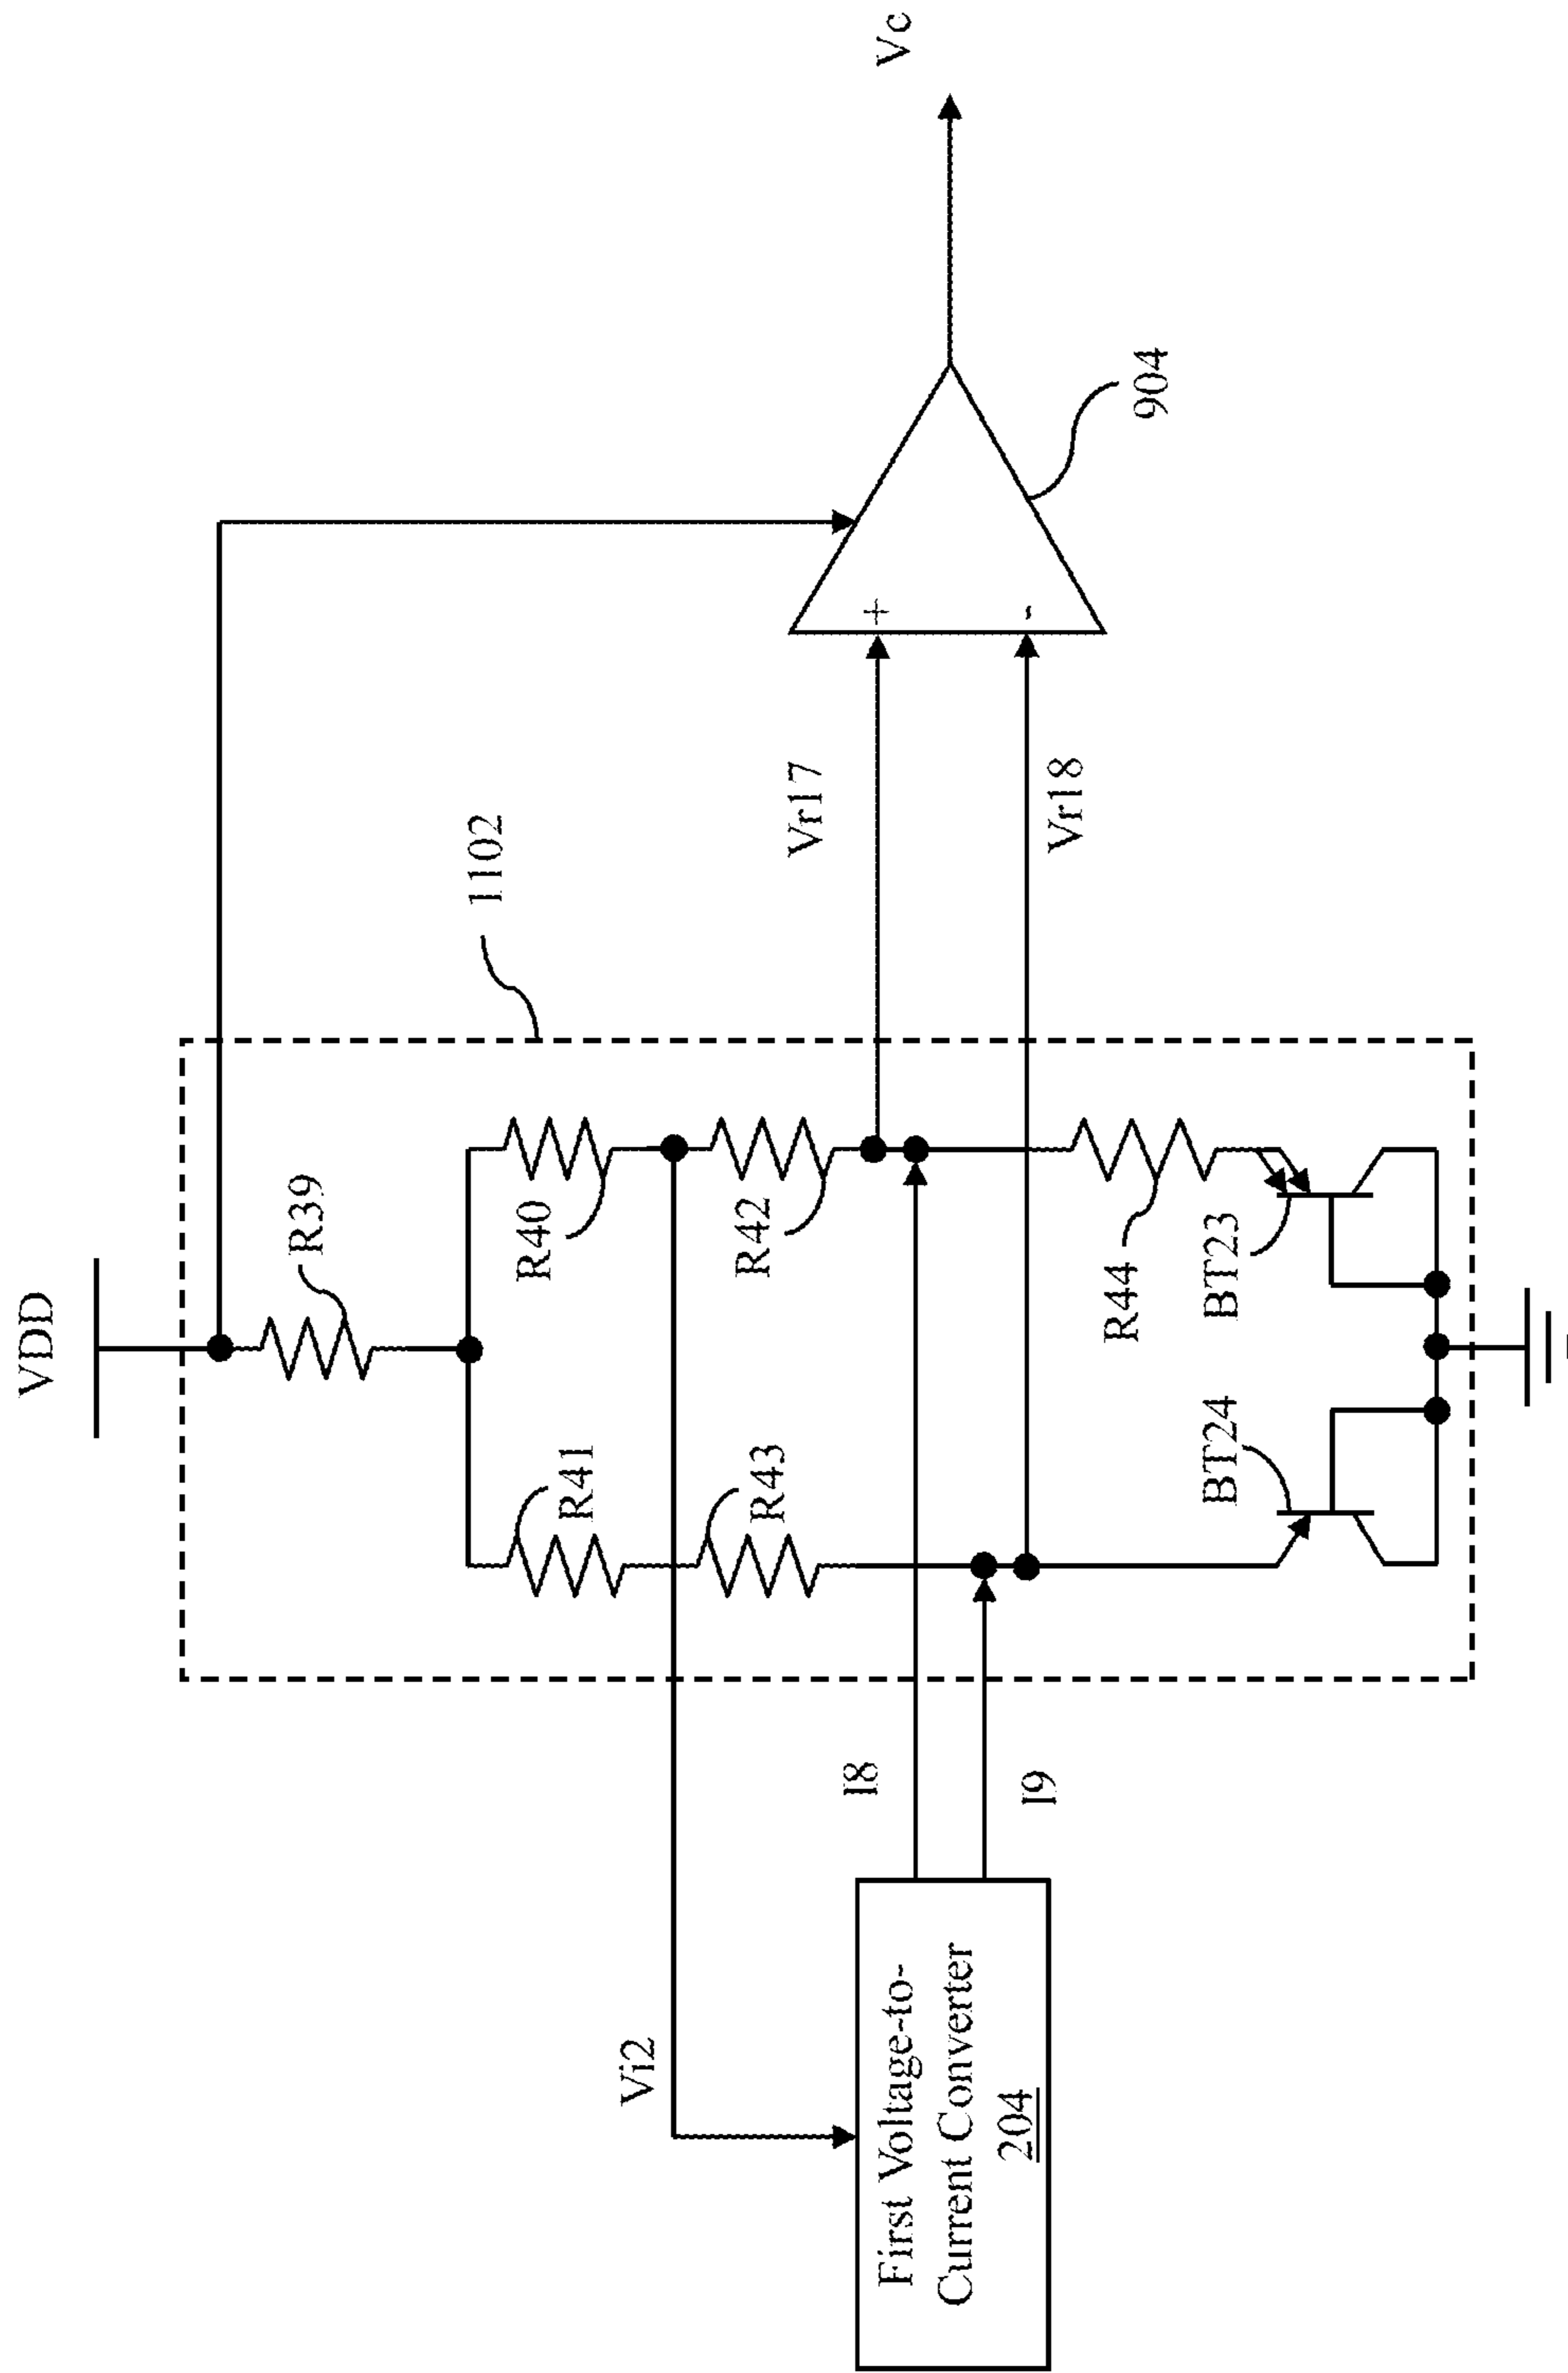 VDD
R39
1102
R41
R40
R43
R42
Vi2
Vr17
Vc
I8
I9
Vr18
+
-
904
First Voltage-to-
Current Converter
204
R44
BT24
BT23